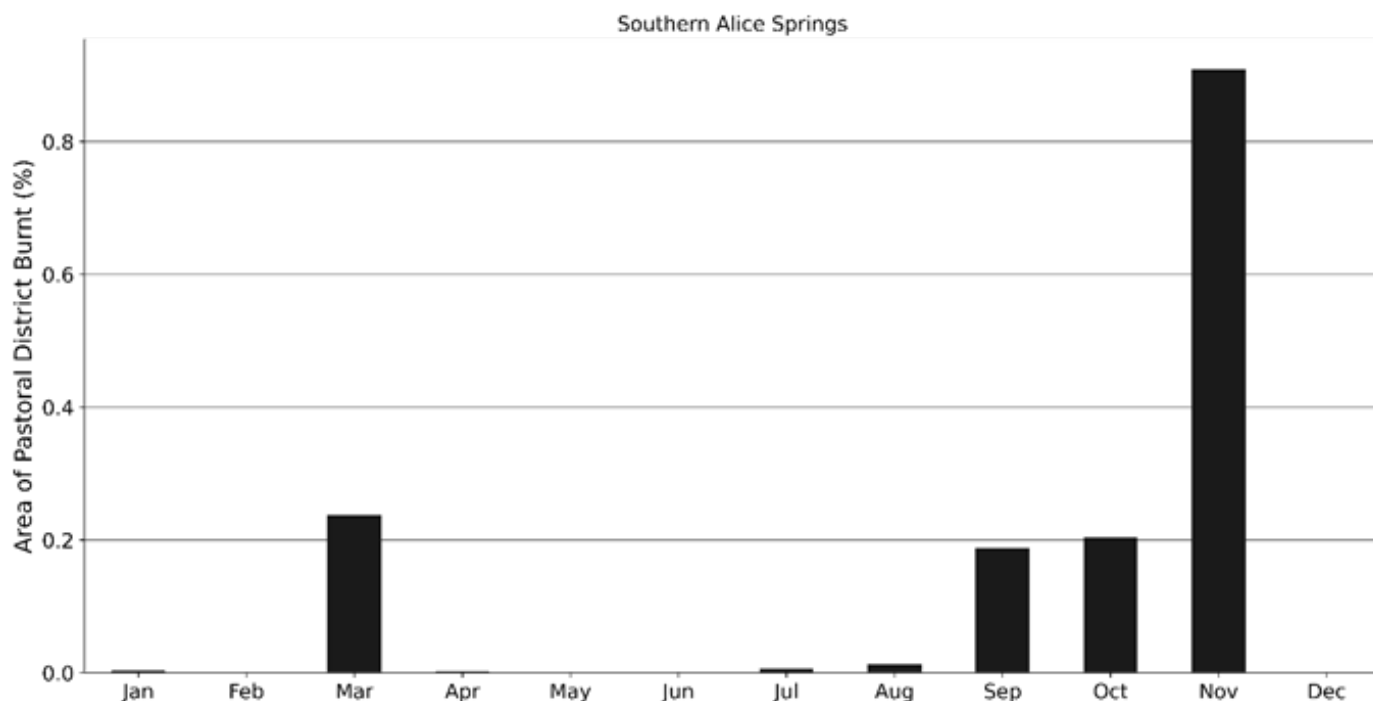 Southern Alice Springs
Area of Pastoral District Burnt (%)
0.8
0.6
0.4
0.2
0.0
Jan Feb Mar Apr May Jun Jul Aug Sep Oct Nov Dec